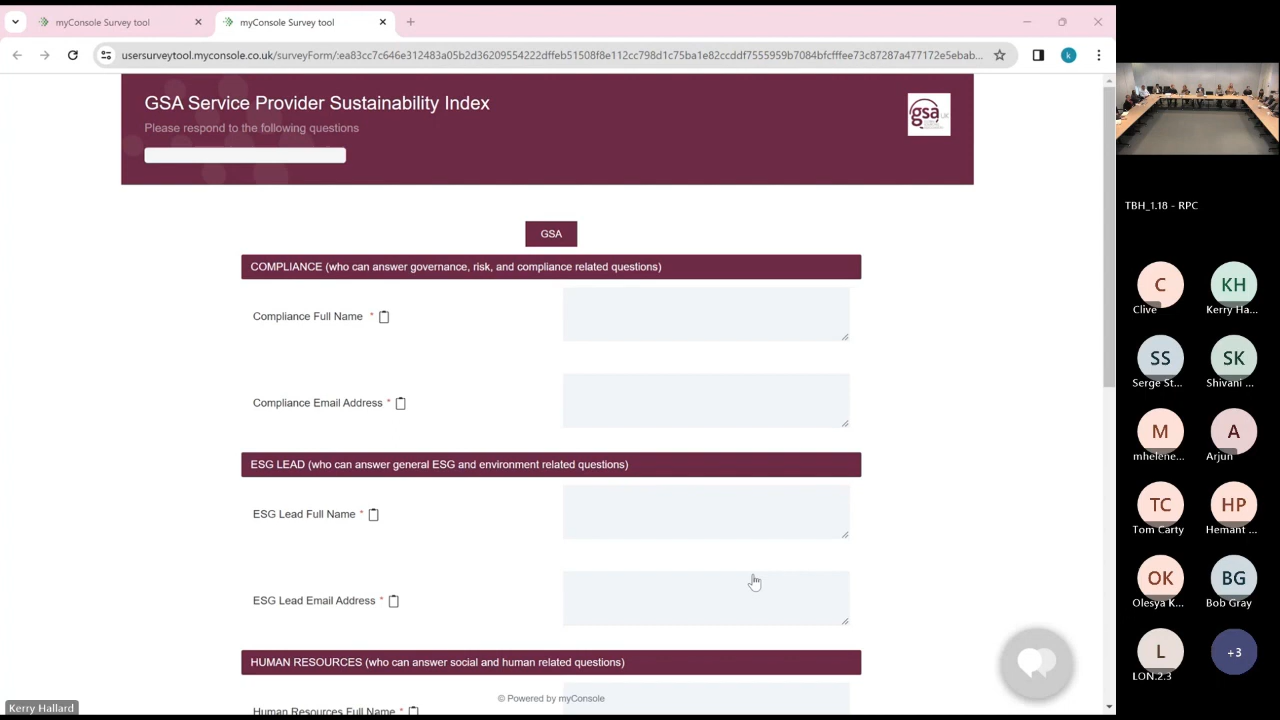 myConsole Survey tool
myConsole Survey tool
usersurveytool.myconsole.co.uk/surveyForm/:ea83cc7c646e312483a05b2d36209554222dffeb51508f8e112cc798d1c75ba1e82ccddf7555959b7084bfcfffee73c87287a477172e5ebab...
k
GSA Service Provider Sustainability Index
Please respond to the following questions
gsa UK
GSA
COMPLIANCE (who can answer governance, risk, and compliance related questions)
Compliance Full Name *
Compliance Email Address *
ESG LEAD (who can answer general ESG and environment related questions)
ESG Lead Full Name *
ESG Lead Email Address *
HUMAN RESOURCES (who can answer social and human related questions)
Human Resources Full Name *
© Powered by myConsole
Kerry Hallard
TBH_1.18 - RPC
C
Clive
KH
Kerry Ha...
SS
Serge St...
SK
Shivani ...
M
mhelene...
A
Arjun
TC
Tom Carty
HP
Hemant ...
OK
Olesya K...
BG
Bob Gray
L
LON.2.3
+3